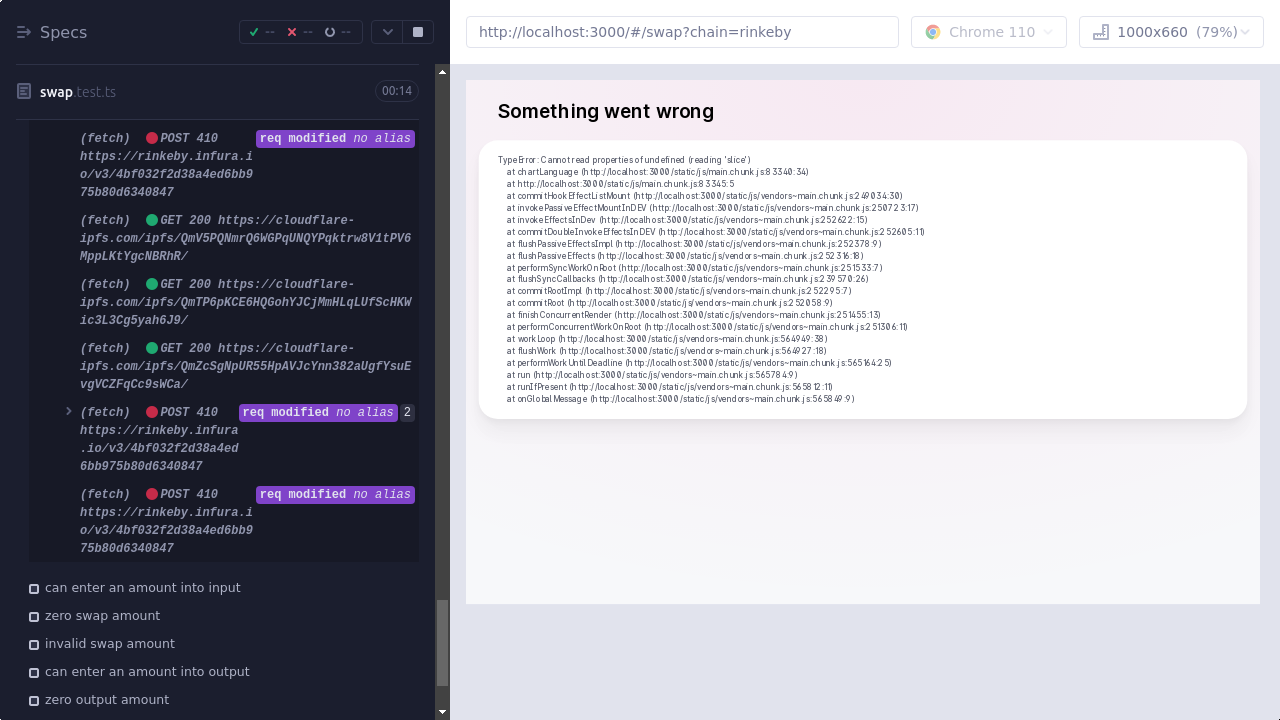 Specs
--
--
--
http://localhost:3000/#/swap?chain=rinkeby
Chrome 110
1000x660 (79%)
swap.test.ts
00:14
(fetch) POST 410 req modified no alias
https://rinkeby.infura.i
o/v3/4bf032f2d38a4ed6bb9
75b80d6340847
(fetch) GET 200 https://cloudflare-
ipfs.com/ipfs/QmV5PQNmrQ6WGPqUNQYPqktrw8V1tPV6
MppLKtYgcNBRhR/
(fetch) GET 200 https://cloudflare-
ipfs.com/ipfs/QmTP6pKCE6HQGohYJCjMmHLqLUfScHKW
ic3L3Cg5yah6J9/
(fetch) GET 200 https://cloudflare-
ipfs.com/ipfs/QmZcSgNpUR55HpAVJcYnn382aUgfYsuE
vgVCZFqCc9sWCa/
(fetch) POST 410 req modified no alias 2
https://rinkeby.infura
.io/v3/4bf032f2d38a4ed
6bb975b80d6340847
(fetch) POST 410 req modified no alias
https://rinkeby.infura.i
o/v3/4bf032f2d38a4ed6bb9
75b80d6340847
can enter an amount into input
zero swap amount
invalid swap amount
can enter an amount into output
zero output amount
Something went wrong
TypeError: Cannot read properties of undefined (reading 'slice')
at chartLanguage (http://localhost:3000/static/js/main.chunk.js:83340:34)
at http://localhost:3000/static/js/main.chunk.js:83345:5
at commitHookEffectListMount (http://localhost:3000/static/js/vendors~main.chunk.js:249034:30)
at invokePassiveEffectMountInDEV (http://localhost:3000/static/js/vendors~main.chunk.js:250723:17)
at invokeEffectsInDev (http://localhost:3000/static/js/vendors~main.chunk.js:252622:15)
at commitDoubleInvokeEffectsInDEV (http://localhost:3000/static/js/vendors~main.chunk.js:252605:11)
at flushPassiveEffectsImpl (http://localhost:3000/static/js/vendors~main.chunk.js:252378:9)
at flushPassiveEffects (http://localhost:3000/static/js/vendors~main.chunk.js:252316:18)
at performSyncWorkOnRoot (http://localhost:3000/static/js/vendors~main.chunk.js:251533:7)
at flushSyncCallbacks (http://localhost:3000/static/js/vendors~main.chunk.js:239570:26)
at commitRootImpl (http://localhost:3000/static/js/vendors~main.chunk.js:252295:7)
at commitRoot (http://localhost:3000/static/js/vendors~main.chunk.js:252058:9)
at finishConcurrentRender (http://localhost:3000/static/js/vendors~main.chunk.js:251455:13)
at performConcurrentWorkOnRoot (http://localhost:3000/static/js/vendors~main.chunk.js:251306:11)
at workLoop (http://localhost:3000/static/js/vendors~main.chunk.js:564949:38)
at flushWork (http://localhost:3000/static/js/vendors~main.chunk.js:564927:18)
at performWorkUntilDeadline (http://localhost:3000/static/js/vendors~main.chunk.js:565164:25)
at run (http://localhost:3000/static/js/vendors~main.chunk.js:565784:9)
at runIfPresent (http://localhost:3000/static/js/vendors~main.chunk.js:565812:11)
at onGlobalMessage (http://localhost:3000/static/js/vendors~main.chunk.js:565849:9)